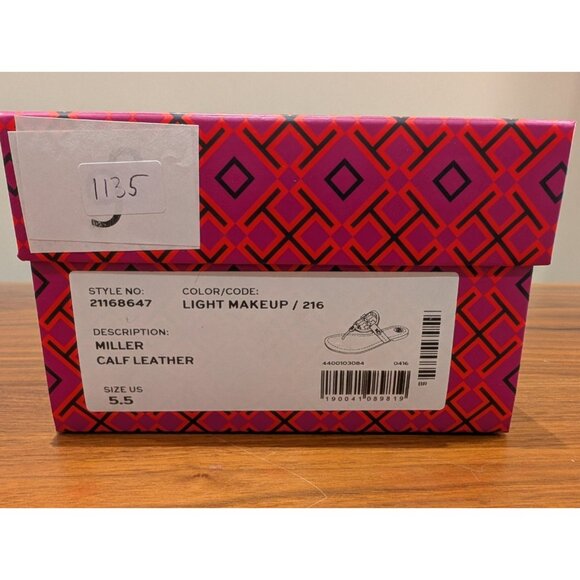 1135
STYLE NO:
21168647
COLOR/CODE:
LIGHT MAKEUP / 216
DESCRIPTION:
MILLER
CALF LEATHER
SIZE US
5.5
4400103084 0416
190041089819
BR